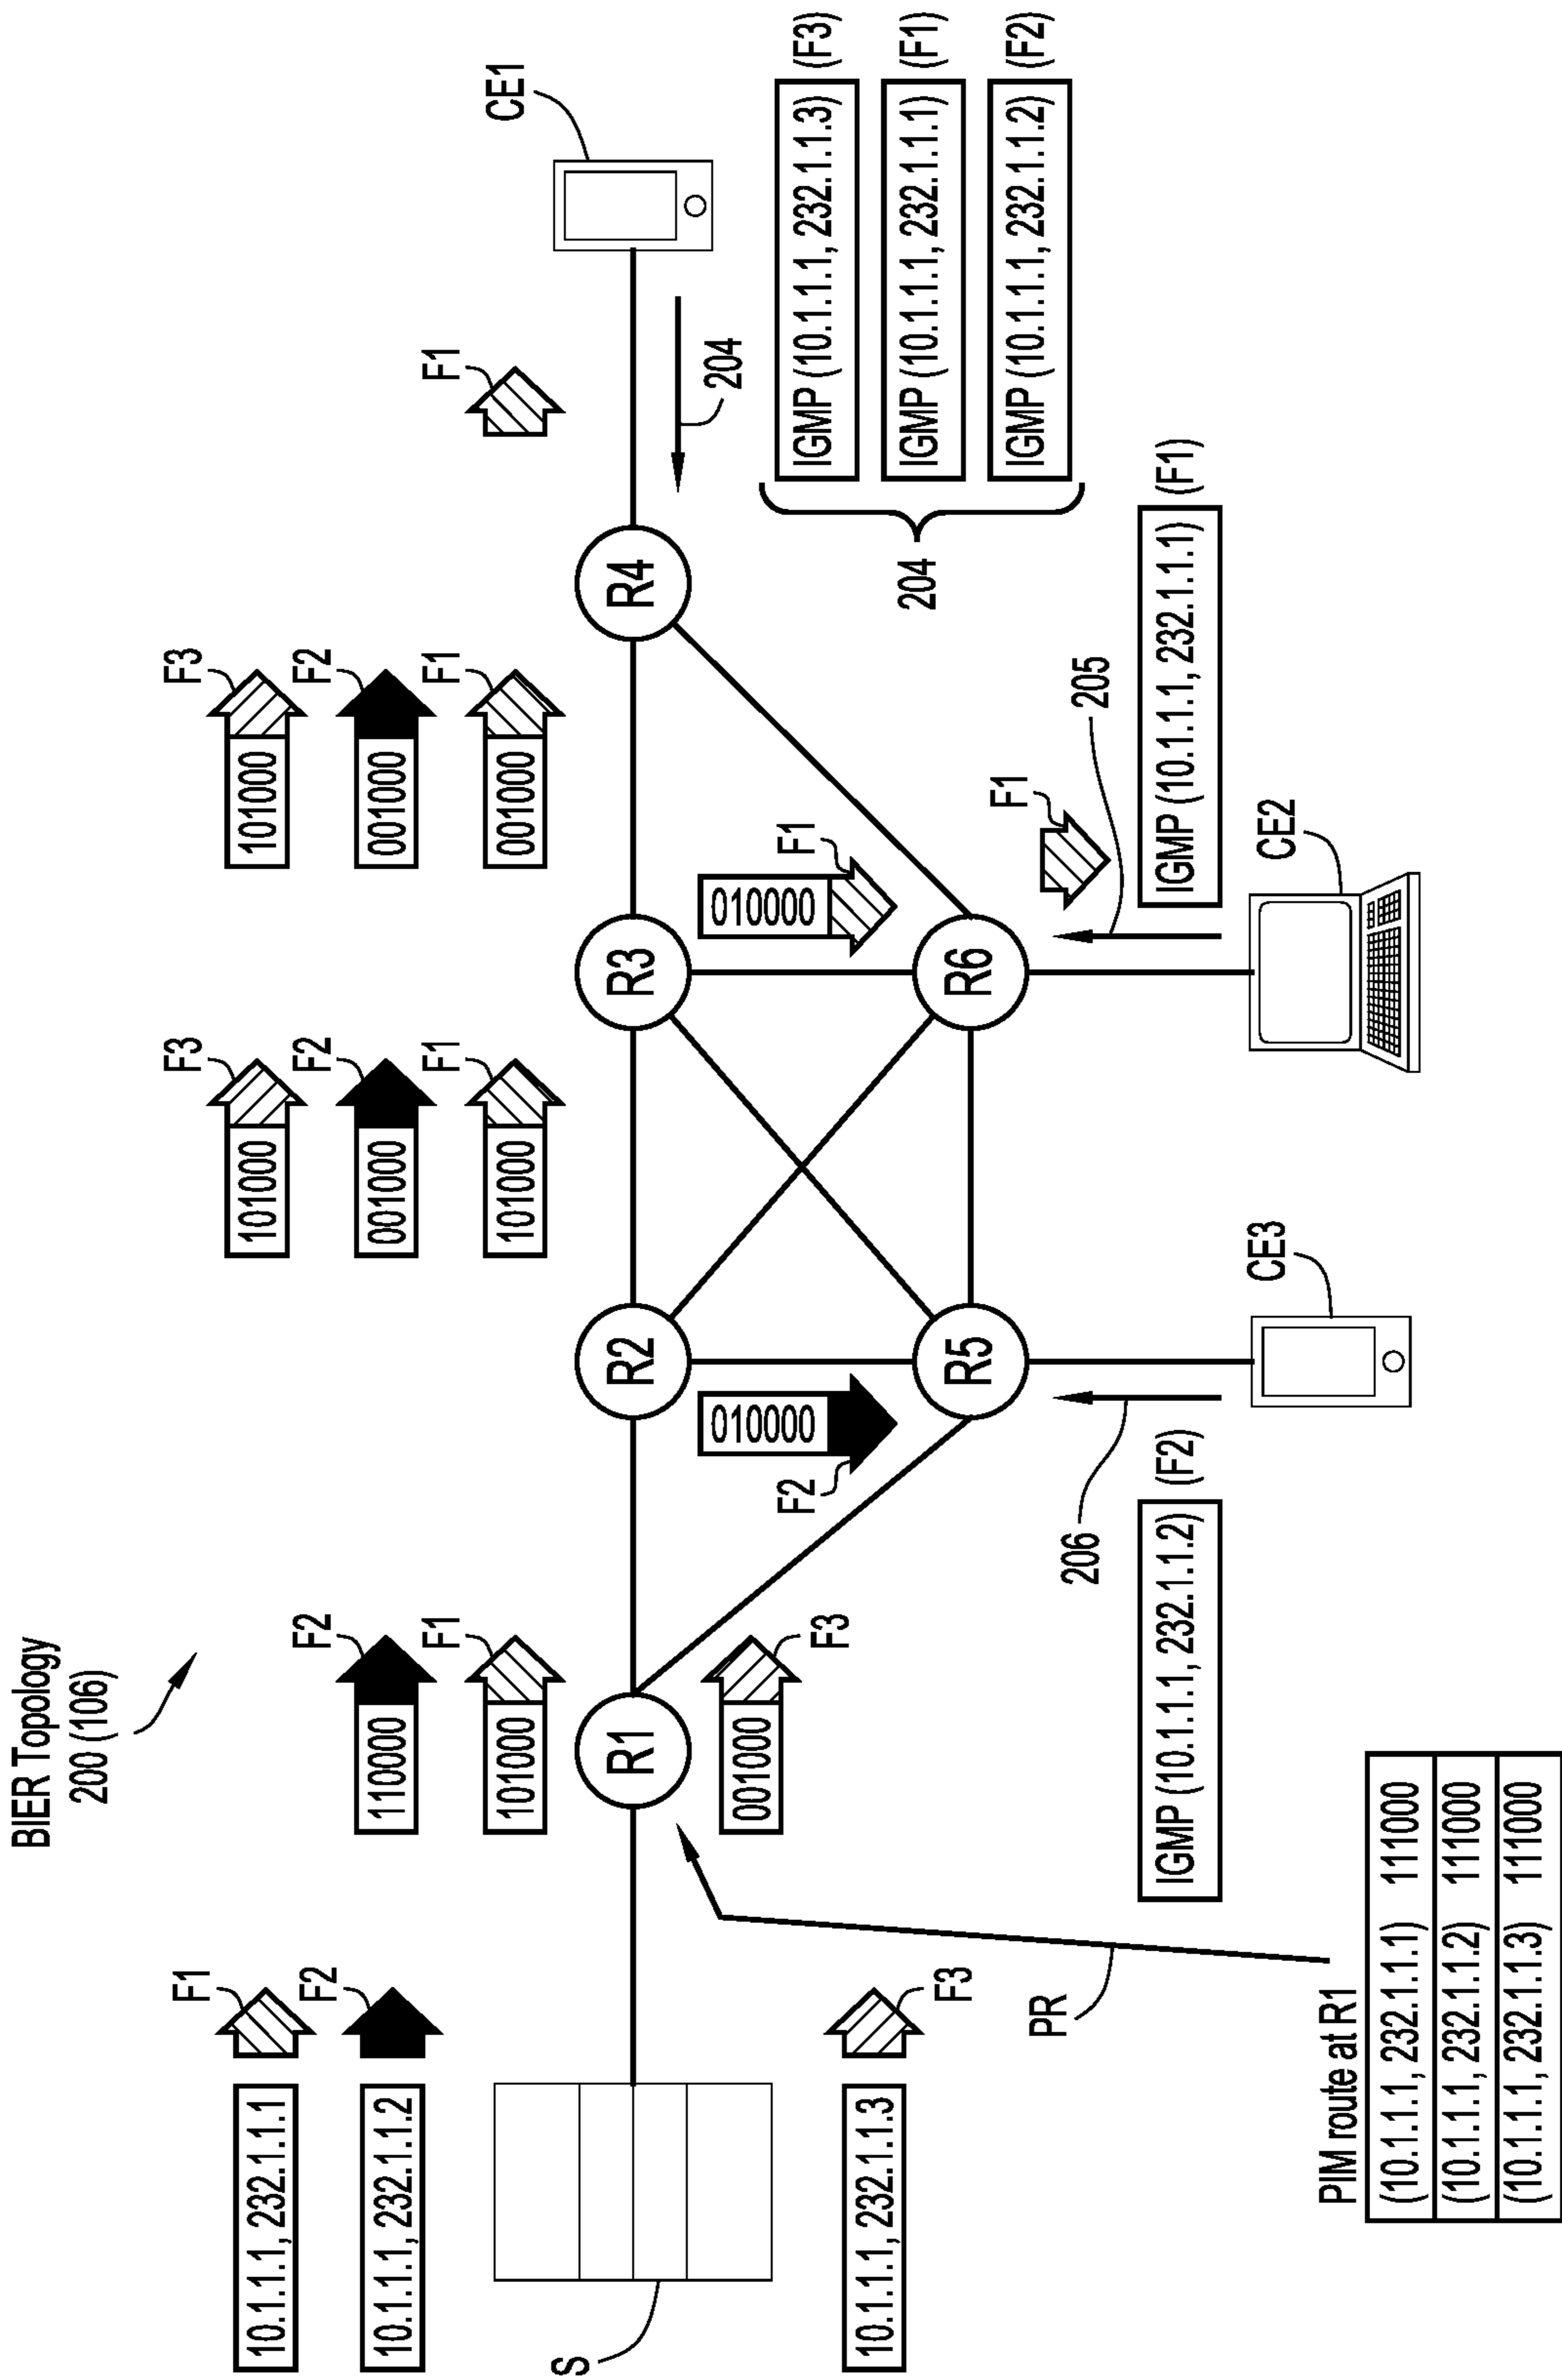 BIER Topology
200 (106)
10.1.1.1, 232.1.1.1
F1
10.1.1.1, 232.1.1.2
F2
S
10.1.1.1, 232.1.1.3
F3
110000
F2
101000
F1
R1
001000
F3
101000
F3
001000
F2
101000
F1
R2
010000
F2
R3
101000
F3
001000
F2
001000
F1
010000
F1
R4
F1
CE1
204
R5
R6
IGMP (10.1.1.1, 232.1.1.3) (F3)
IGMP (10.1.1.1, 232.1.1.1) (F1)
IGMP (10.1.1.1, 232.1.1.2) (F2)
204
PR
206
IGMP (10.1.1.1, 232.1.1.2) (F2)
CE3
F1
205
IGMP (10.1.1.1, 232.1.1.1) (F1)
CE2
PIM route at R1
(10.1.1.1, 232.1.1.1) 111000
(10.1.1.1, 232.1.1.2) 111000
(10.1.1.1, 232.1.1.3) 111000